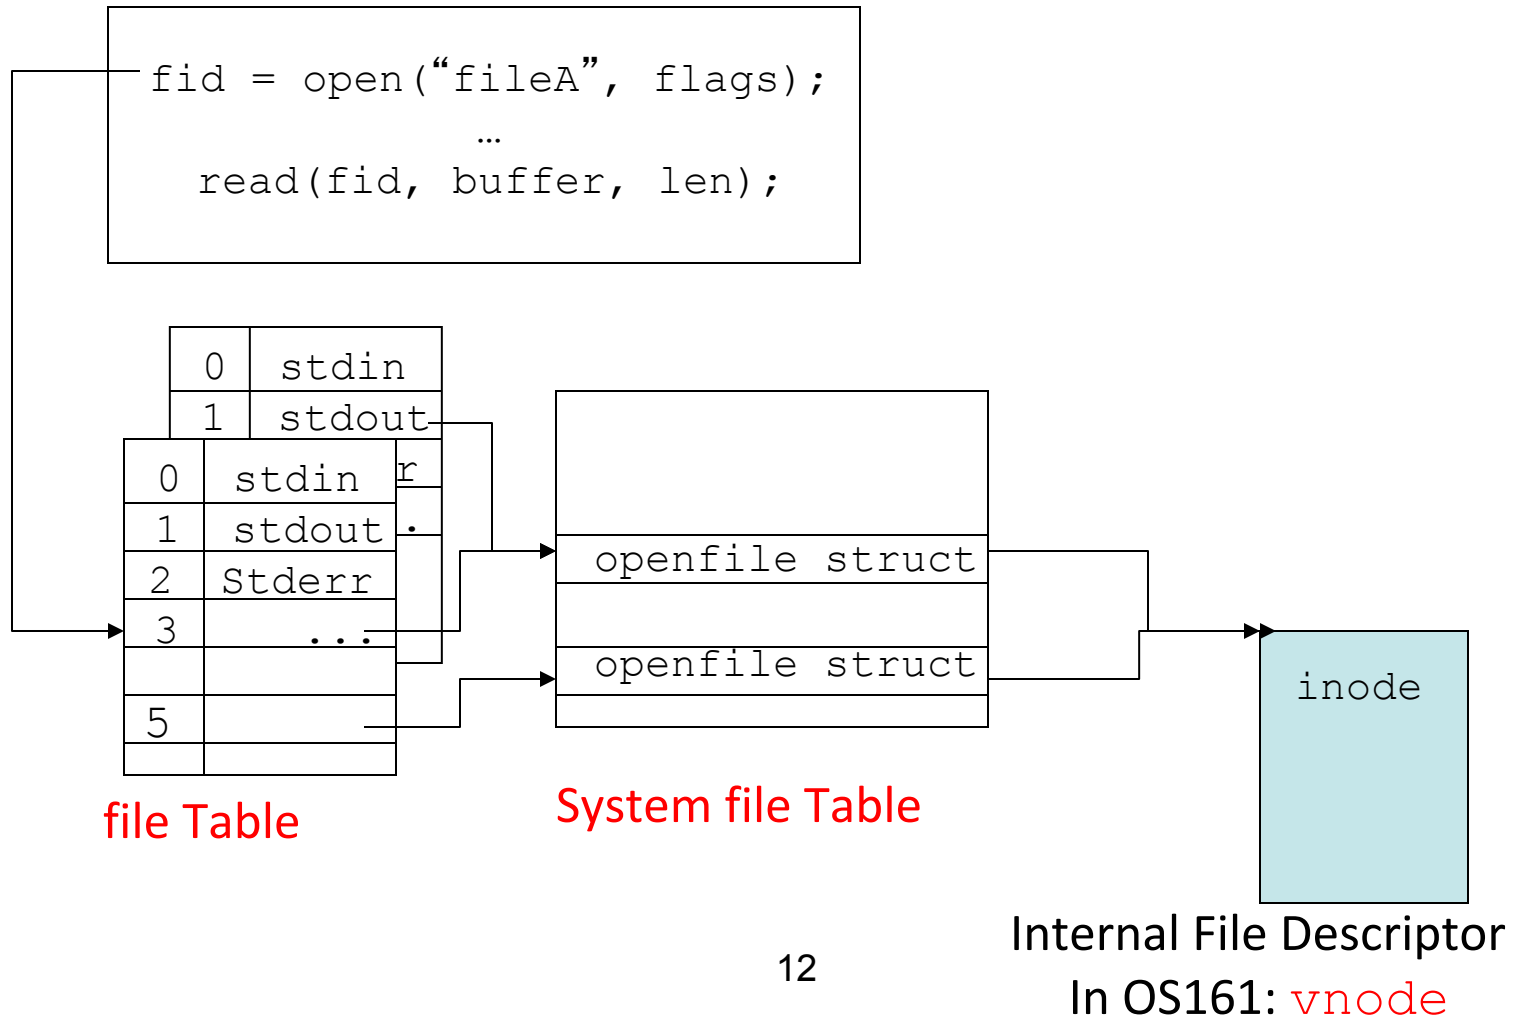 fid = open(“fileA”, flags);
…
read(fid, buffer, len);
0 stdin
1 stdout
r
.
0 stdin
1 stdout
2 Stderr
3 ...
5
openfile struct
openfile struct
inode
file Table
System file Table
Internal File Descriptor
In OS161: vnode
12